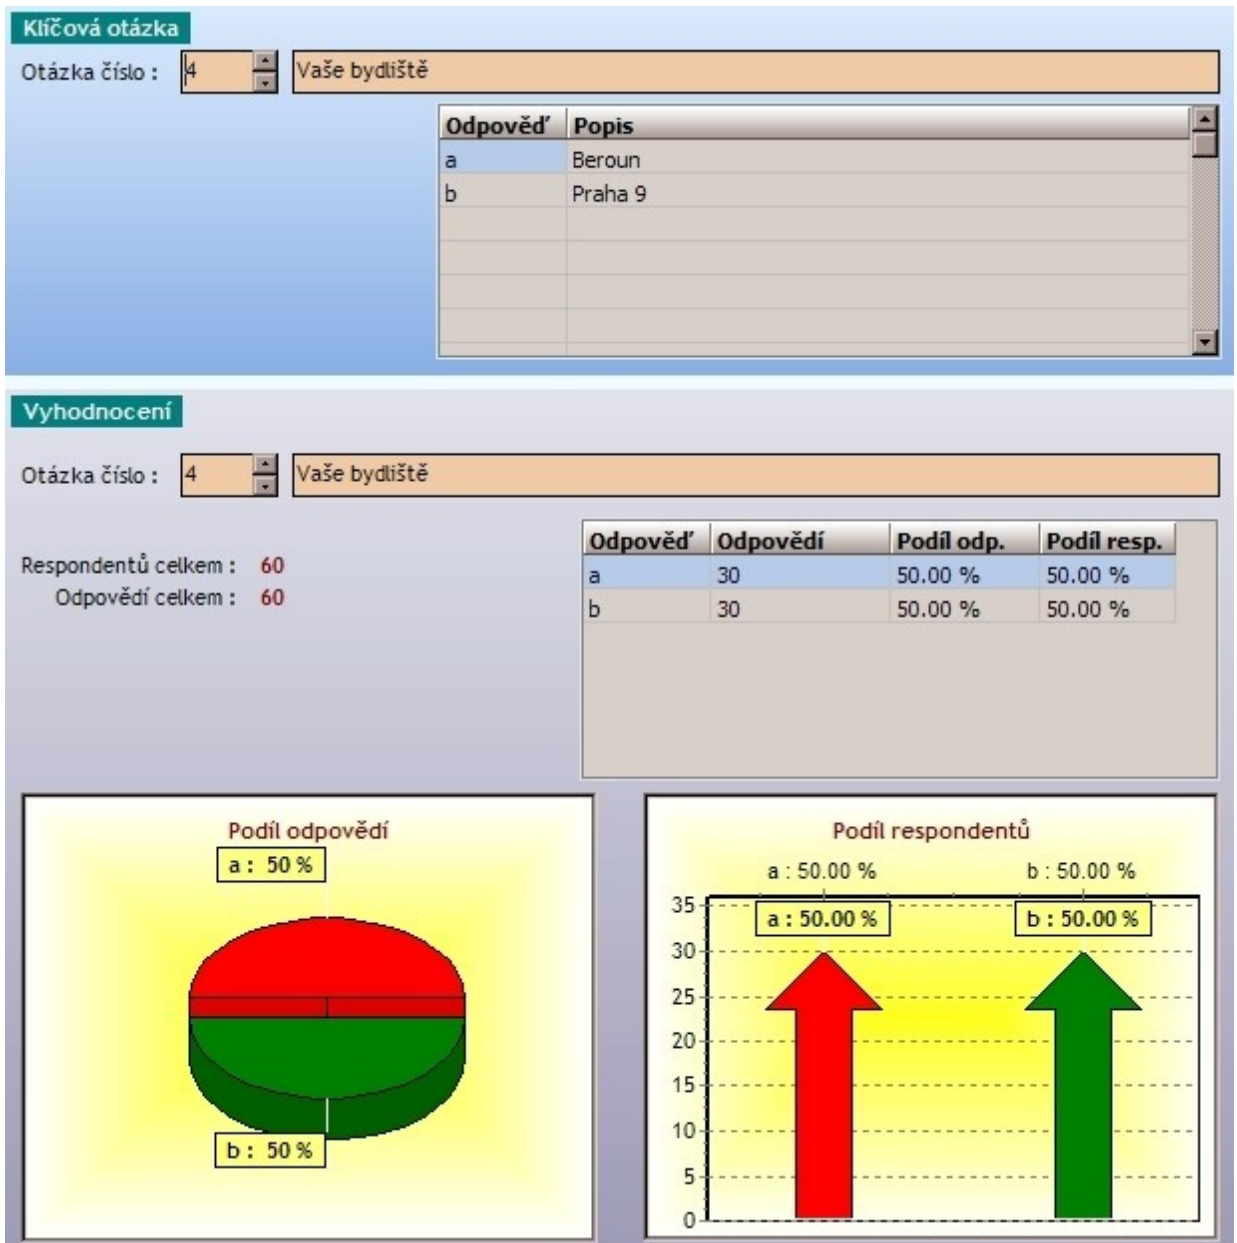 Klíčová otázka
Otázka číslo : 4 Vaše bydliště
Odpověď Popis
a Beroun
b Praha 9
Vyhodnocení
Otázka číslo : 4 Vaše bydliště
Respondentů celkem : 60
Odpovědí celkem : 60
Odpověď Odpovědí Podíl odp. Podíl resp.
a 30 50.00 % 50.00 %
b 30 50.00 % 50.00 %
Podíl odpovědí
a : 50 %
b : 50 %
Podíl respondentů
a : 50.00 % b : 50.00 %
35
a : 50.00 % b : 50.00 %
30
25
20
15
10
5
0